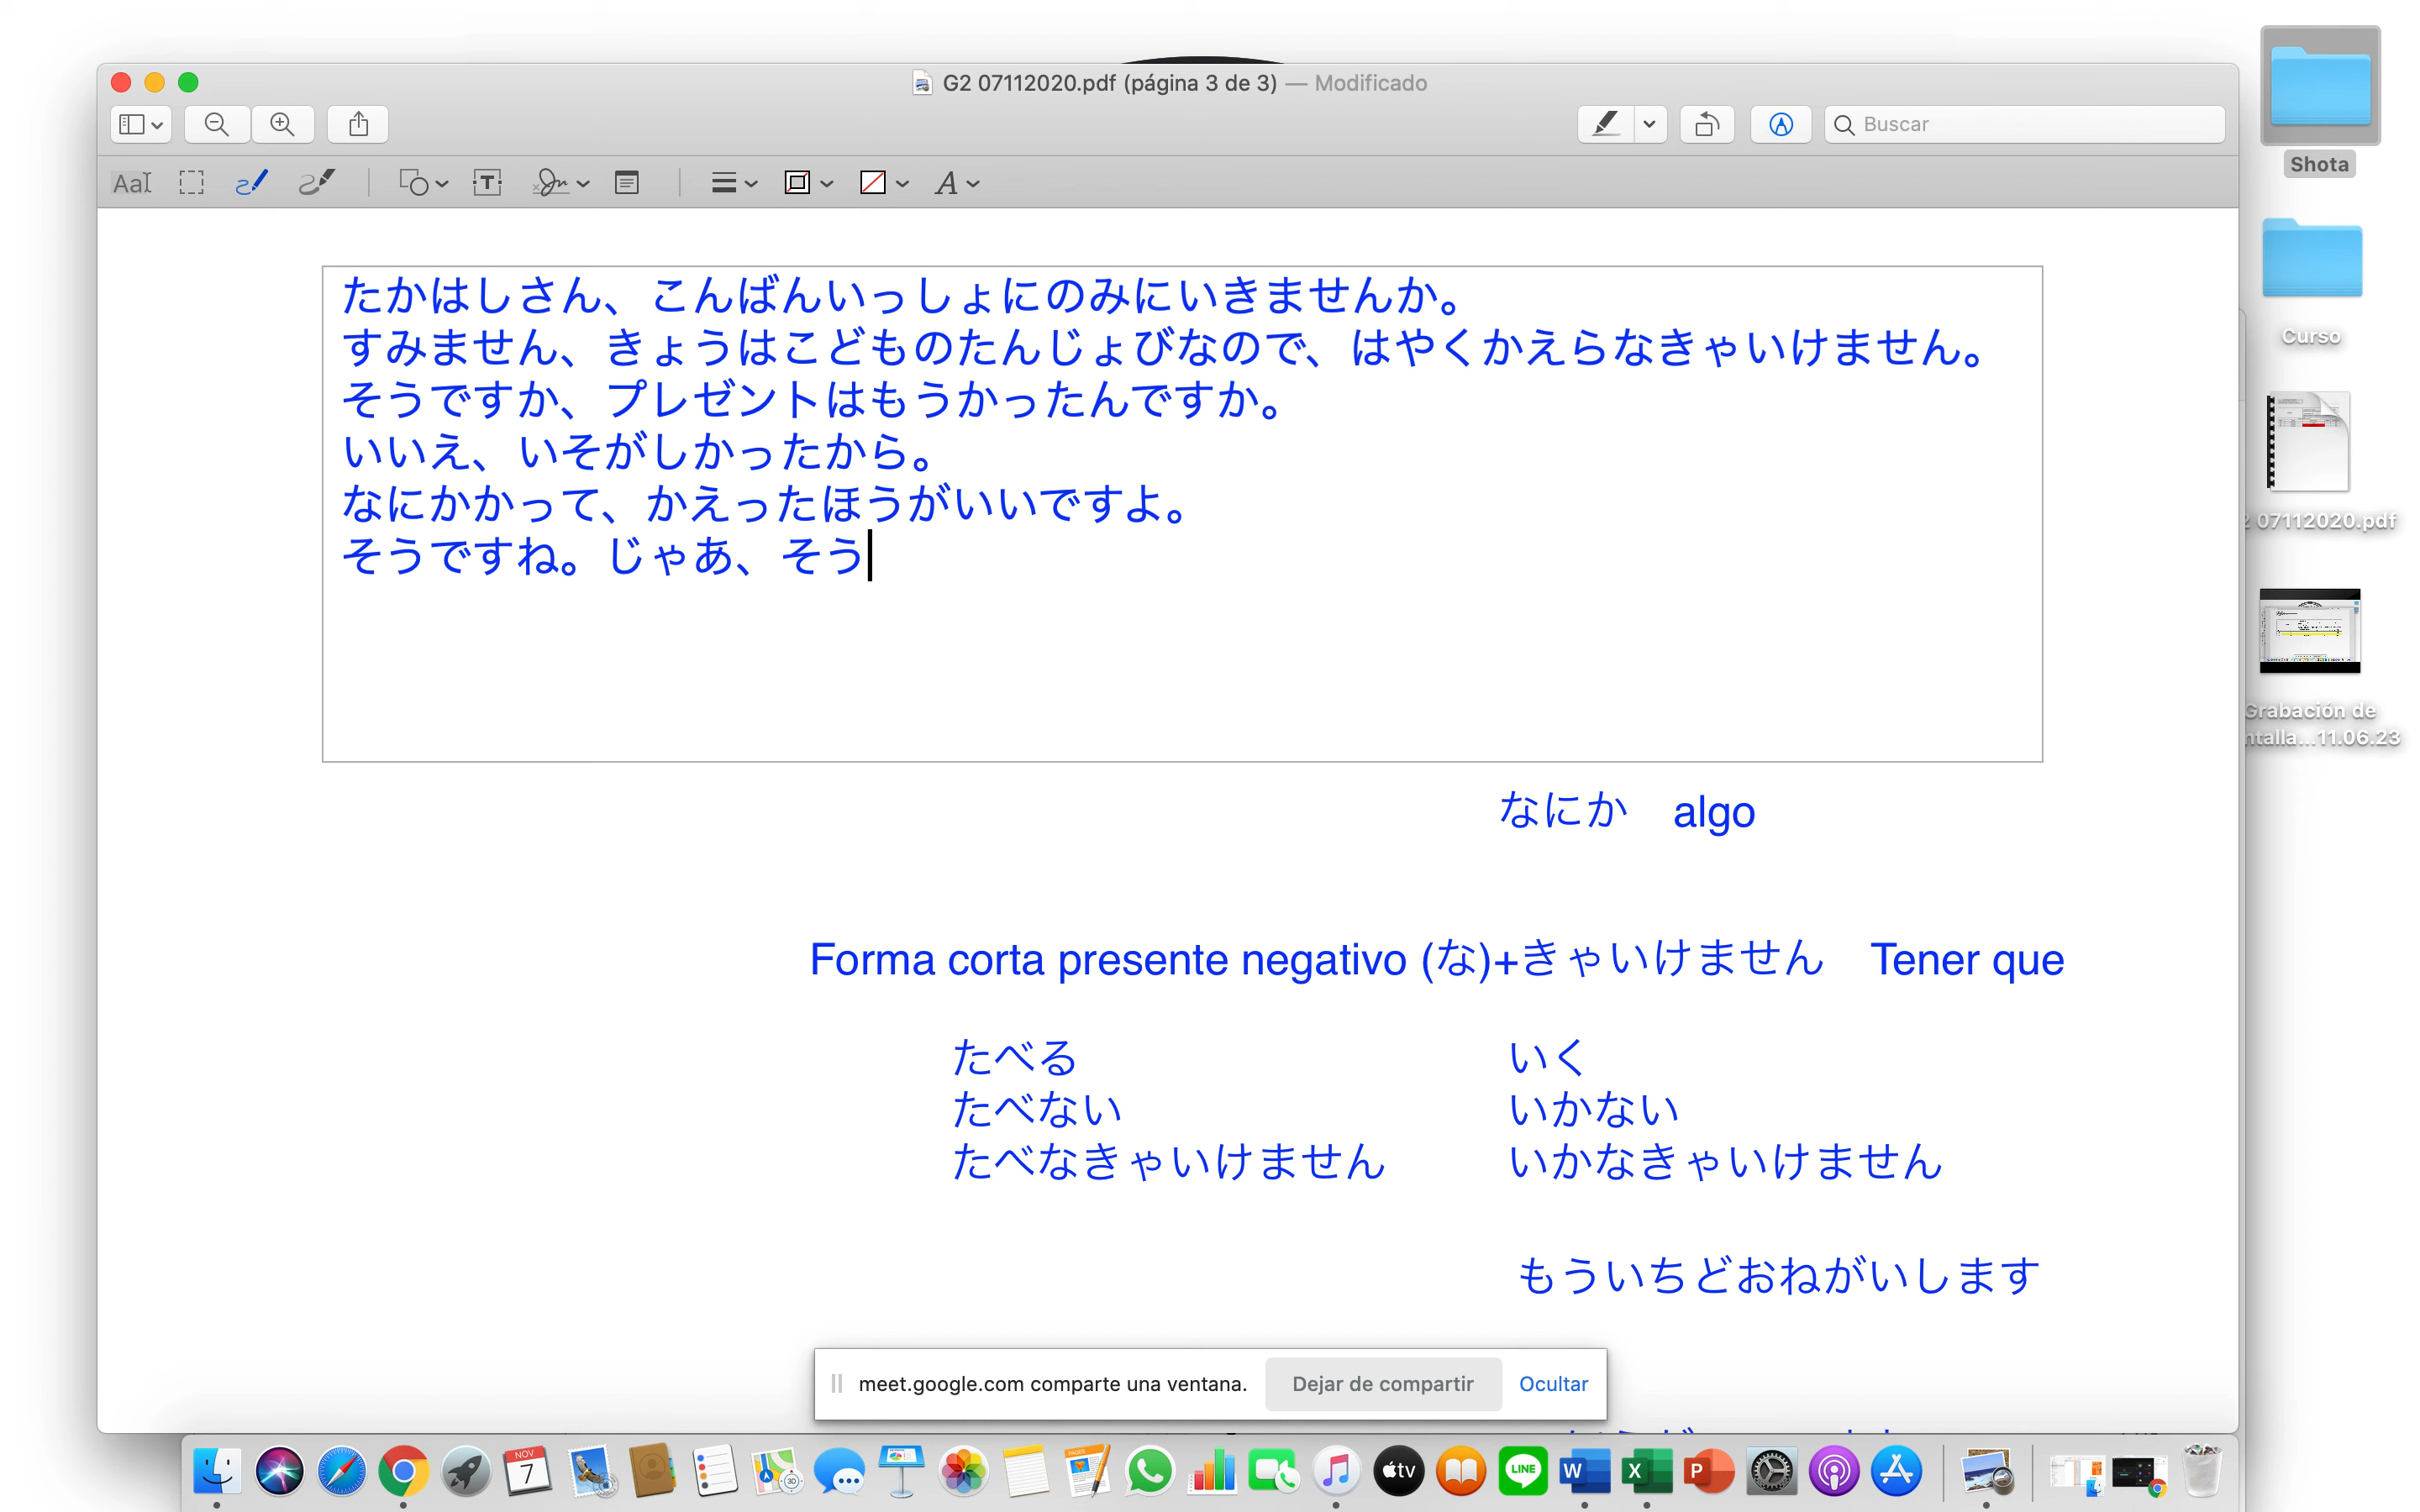 G2 07112020.pdf (página 3 de 3) — Modificado
Buscar
Shota
Curso
07112020.pdf
Grabación de
ntalla...11.06.23
たかはしさん、こんばんいっしょにのみにいきませんか。
すみません、きょうはこどものたんじょびなので、はやくかえらなきゃいけません。
そうですか、プレゼントはもうかったんですか。
いいえ、いそがしかったから。
なにかかって、かえったほうがいいですよ。
そうですね。じゃあ、そう
なにか algo
Forma corta presente negativo (な)+きゃいけません Tener que
たべる
たべない
たべなきゃいけません
いく
いかない
いかなきゃいけません
もういちどおねがいします
meet.google.com comparte una ventana.
Dejar de compartir
Ocultar
NOV
7
PAGES
3D
tv
LINE
W
X
P